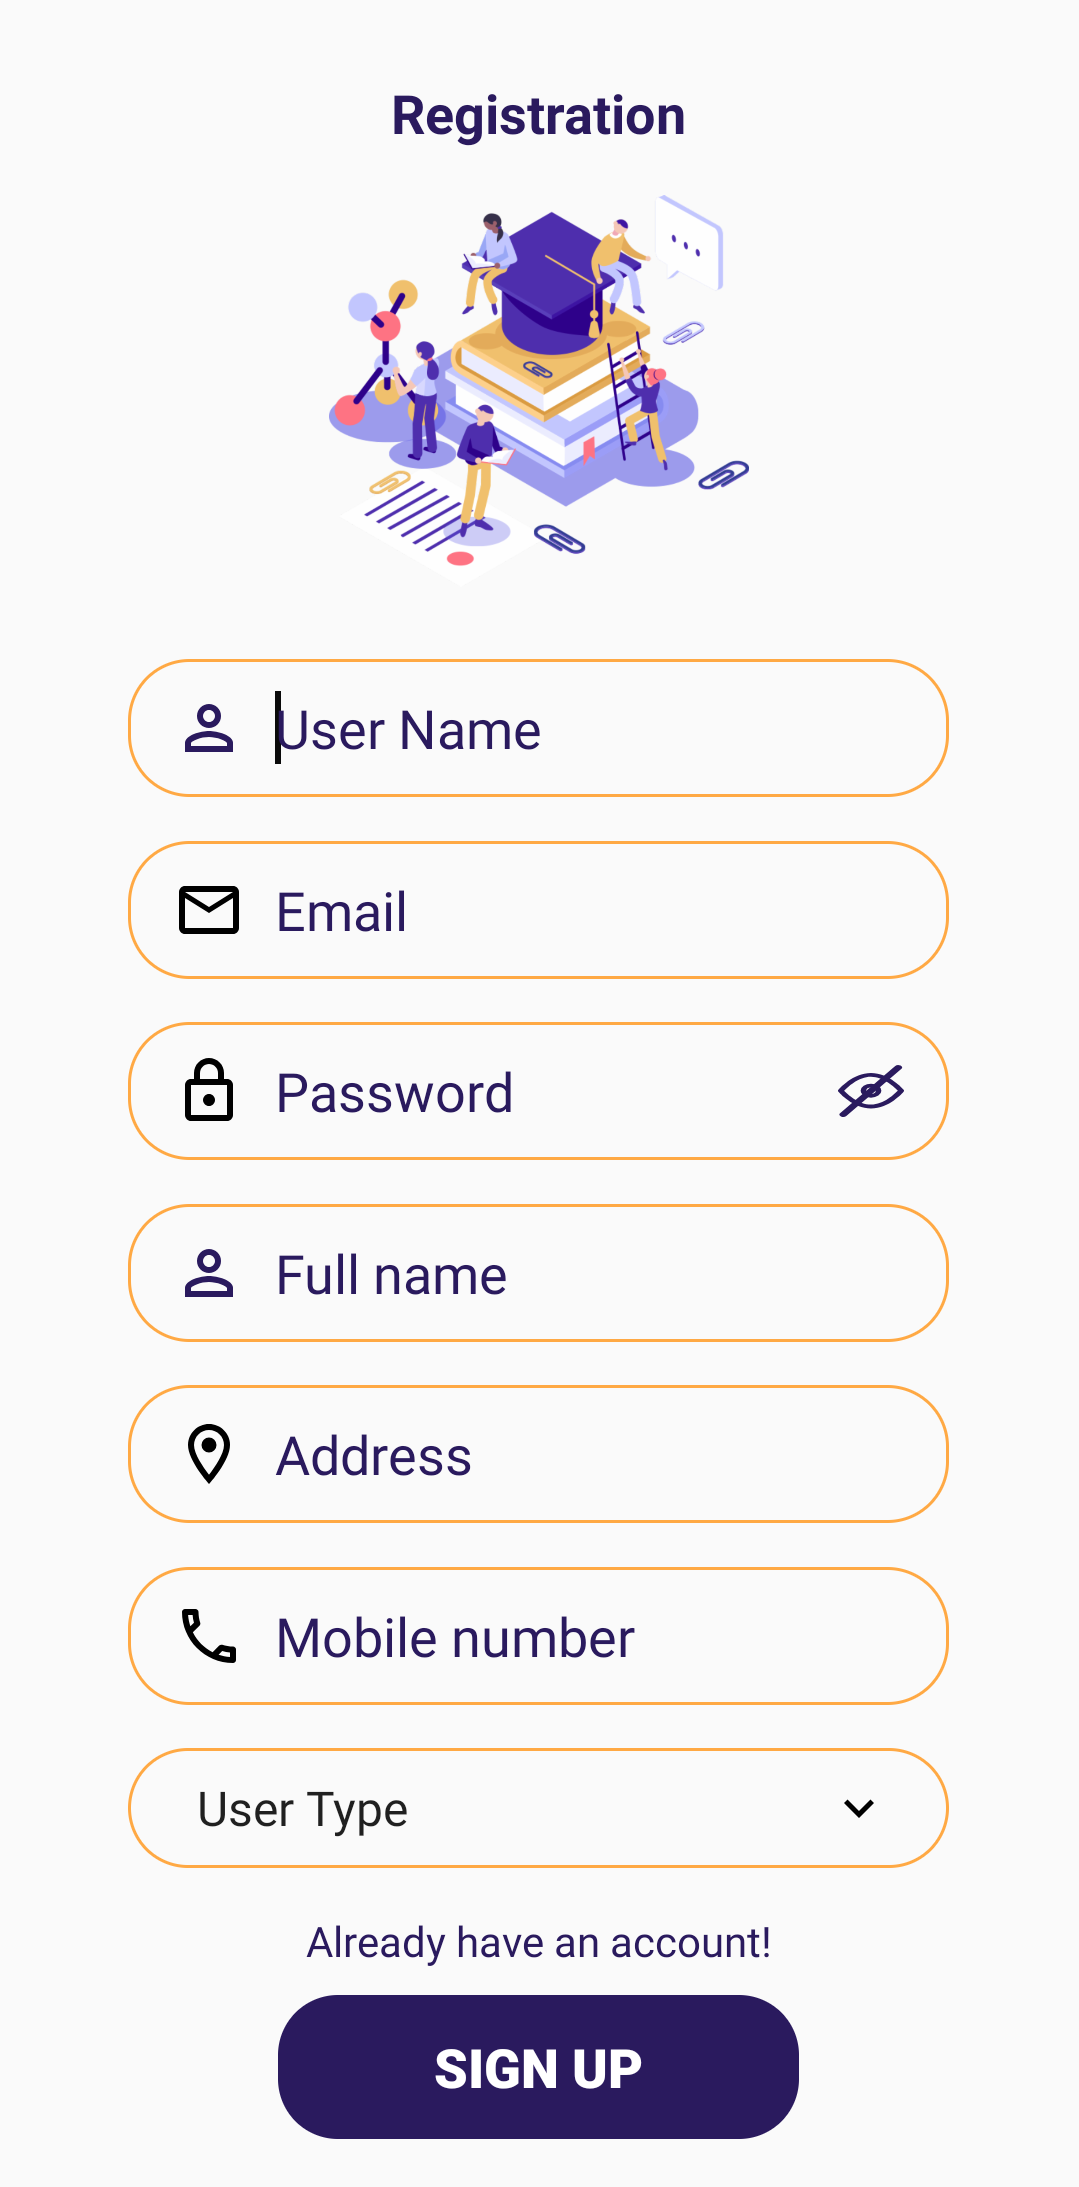 Registration
User Name
Email
Password
Full name
Address
Mobile number
User Type
Already have an account!
SIGN UP